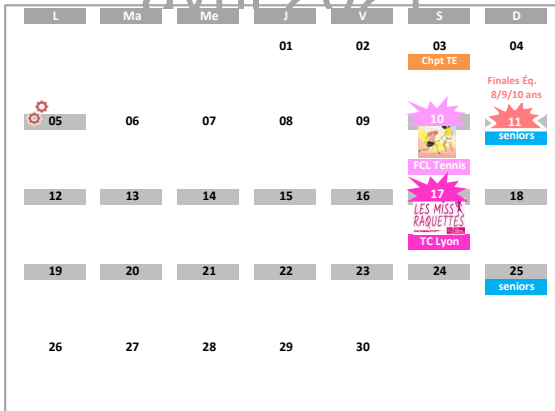 avril 2021
L Ma Me J V S D
01 02 03 04
Chpt TE
Finales Éq.
8/9/10 ans
05 06 07 08 09 10 11
seniors
FCL Tennis
12 13 14 15 16 17 18
LES MISS
RAQUETTES
TC Lyon
19 20 21 22 23 24 25
seniors
26 27 28 29 30